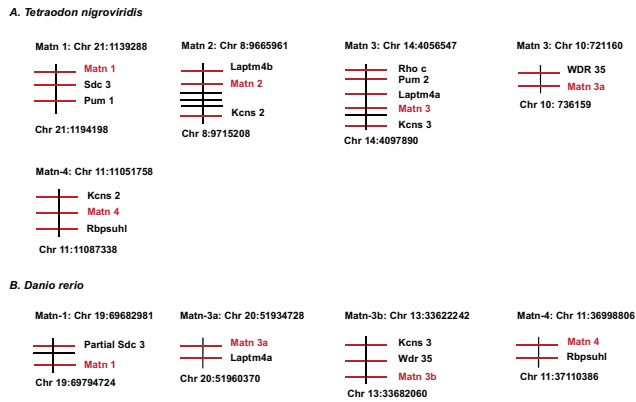 A. Tetraodon nigroviridis
Matn 1: Chr 21:1139288
Matn 1
Sdc 3
Pum 1
Chr 21:1194198
Matn 2: Chr 8:9665961
Laptm4b
Matn 2
Kcns 2
Chr 8:9715208
Matn 3: Chr 14:4056547
Rho c
Pum 2
Laptm4a
Matn 3
Kcns 3
Chr 14:4097890
Matn 3: Chr 10:721160
WDR 35
Matn 3a
Chr 10: 736159
Matn-4: Chr 11:11051758
Kcns 2
Matn 4
Rbpsuhl
Chr 11:11087338
B. Danio rerio
Matn-1: Chr 19:69682981
Partial Sdc 3
Matn 1
Chr 19:69794724
Matn-3a: Chr 20:51934728
Matn 3a
Laptm4a
Chr 20:51960370
Matn-3b: Chr 13:33622242
Kcns 3
Wdr 35
Matn 3b
Chr 13:33682060
Matn-4: Chr 11:36998806
Matn 4
Rbpsuhl
Chr 11:37110386